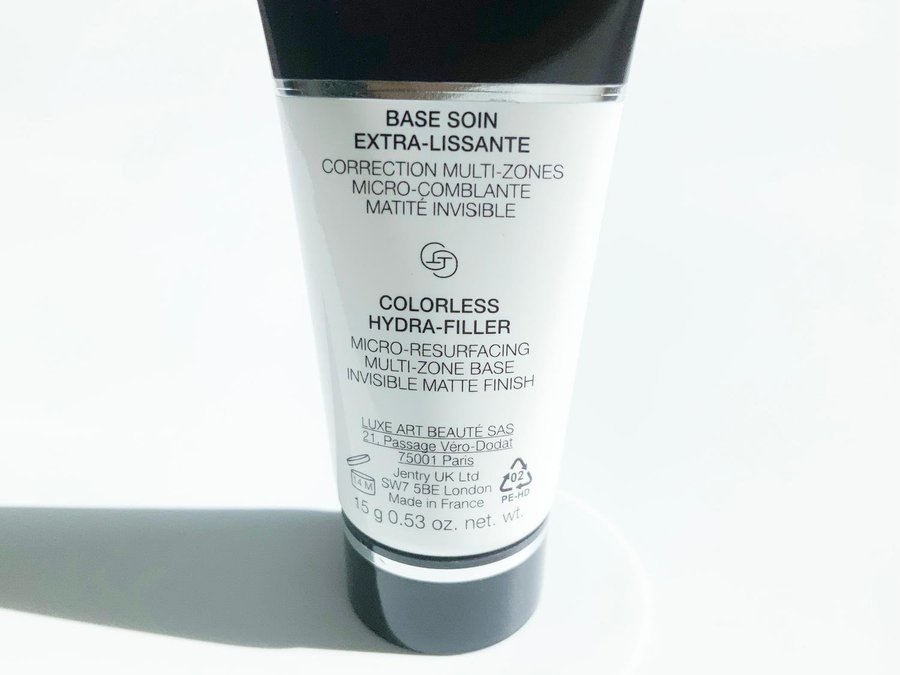 BASE SOIN
EXTRA-LISSANTE
CORRECTION MULTI-ZONES
MICRO-COMBLANTE
MATITÉ INVISIBLE
COLORLESS
HYDRA-FILLER
MICRO-RESURFACING
MULTI-ZONE BASE
INVISIBLE MATTE FINISH
LUXE ART BEAUTÉ SAS
21, Passage Véro-Dodat
75001 Paris
Jentry UK Ltd
SW7 5BE London
Made in France
14 M
02
PE-HD
15 g 0.53 oz. net. wt.